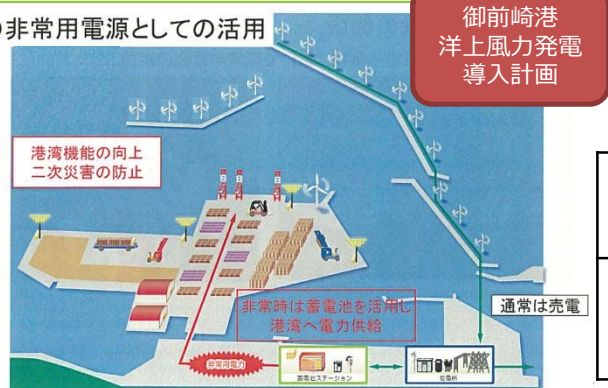 の非常用電源としての活用
御前崎港
洋上風力発電
導入計画
港湾機能の向上
二次災害の防止
非常時は蓄電池を活用し
港湾へ電力供給
通常は売電
非常用電力
蓄電池ステーション